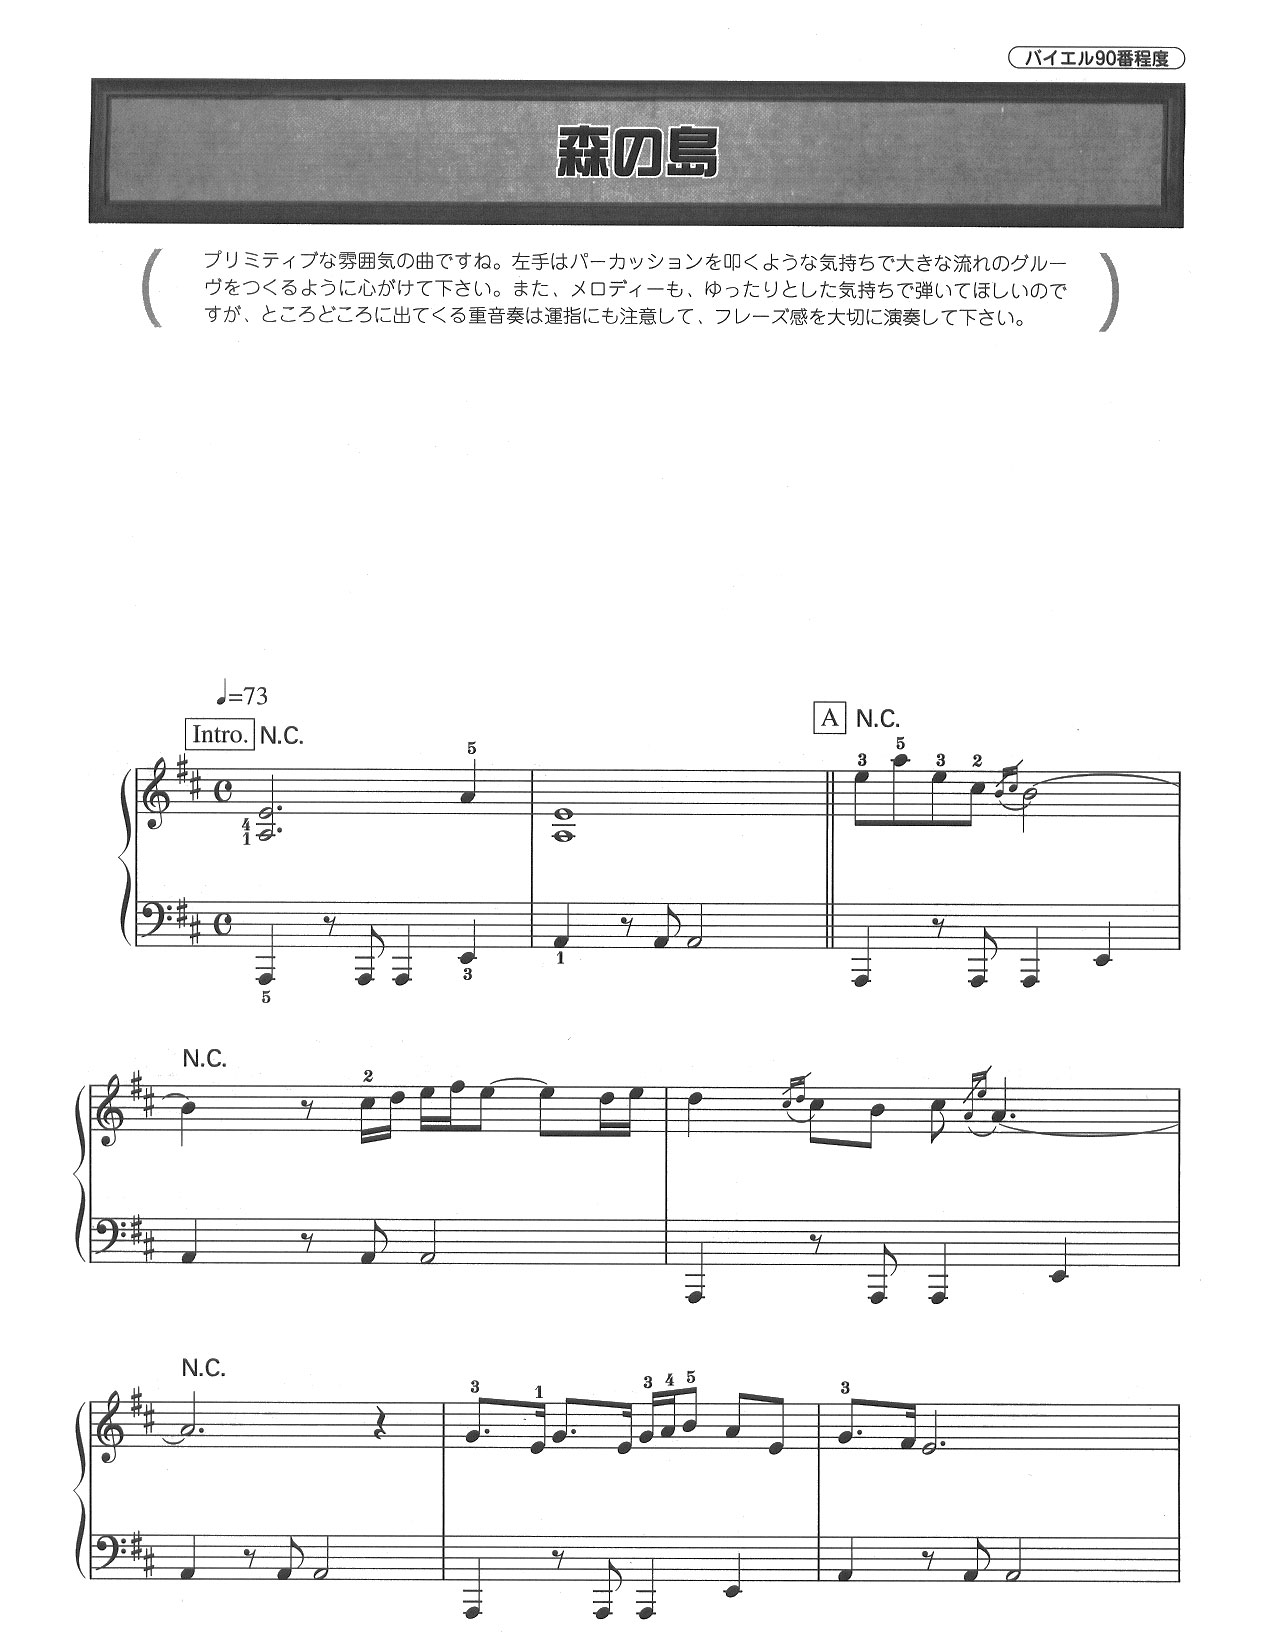 バイエル90番程度
森の島
プリミティブな雰囲気の曲ですね。左手はパーカッションを叩くような気持ちで大きな流れのグルー
ヴをつくるように心がけて下さい。また、メロディーも、ゆったりとした気持ちで弾いてほしいので
すが、ところどころに出てくる重音奏は運指にも注意して、フレーズ感を大切に演奏して下さい。
♩=73
Intro. N.C.
A N.C.
5
3 5 3 2
4
1
5 3 1
N.C.
2
N.C.
3 1 3 4 5 3